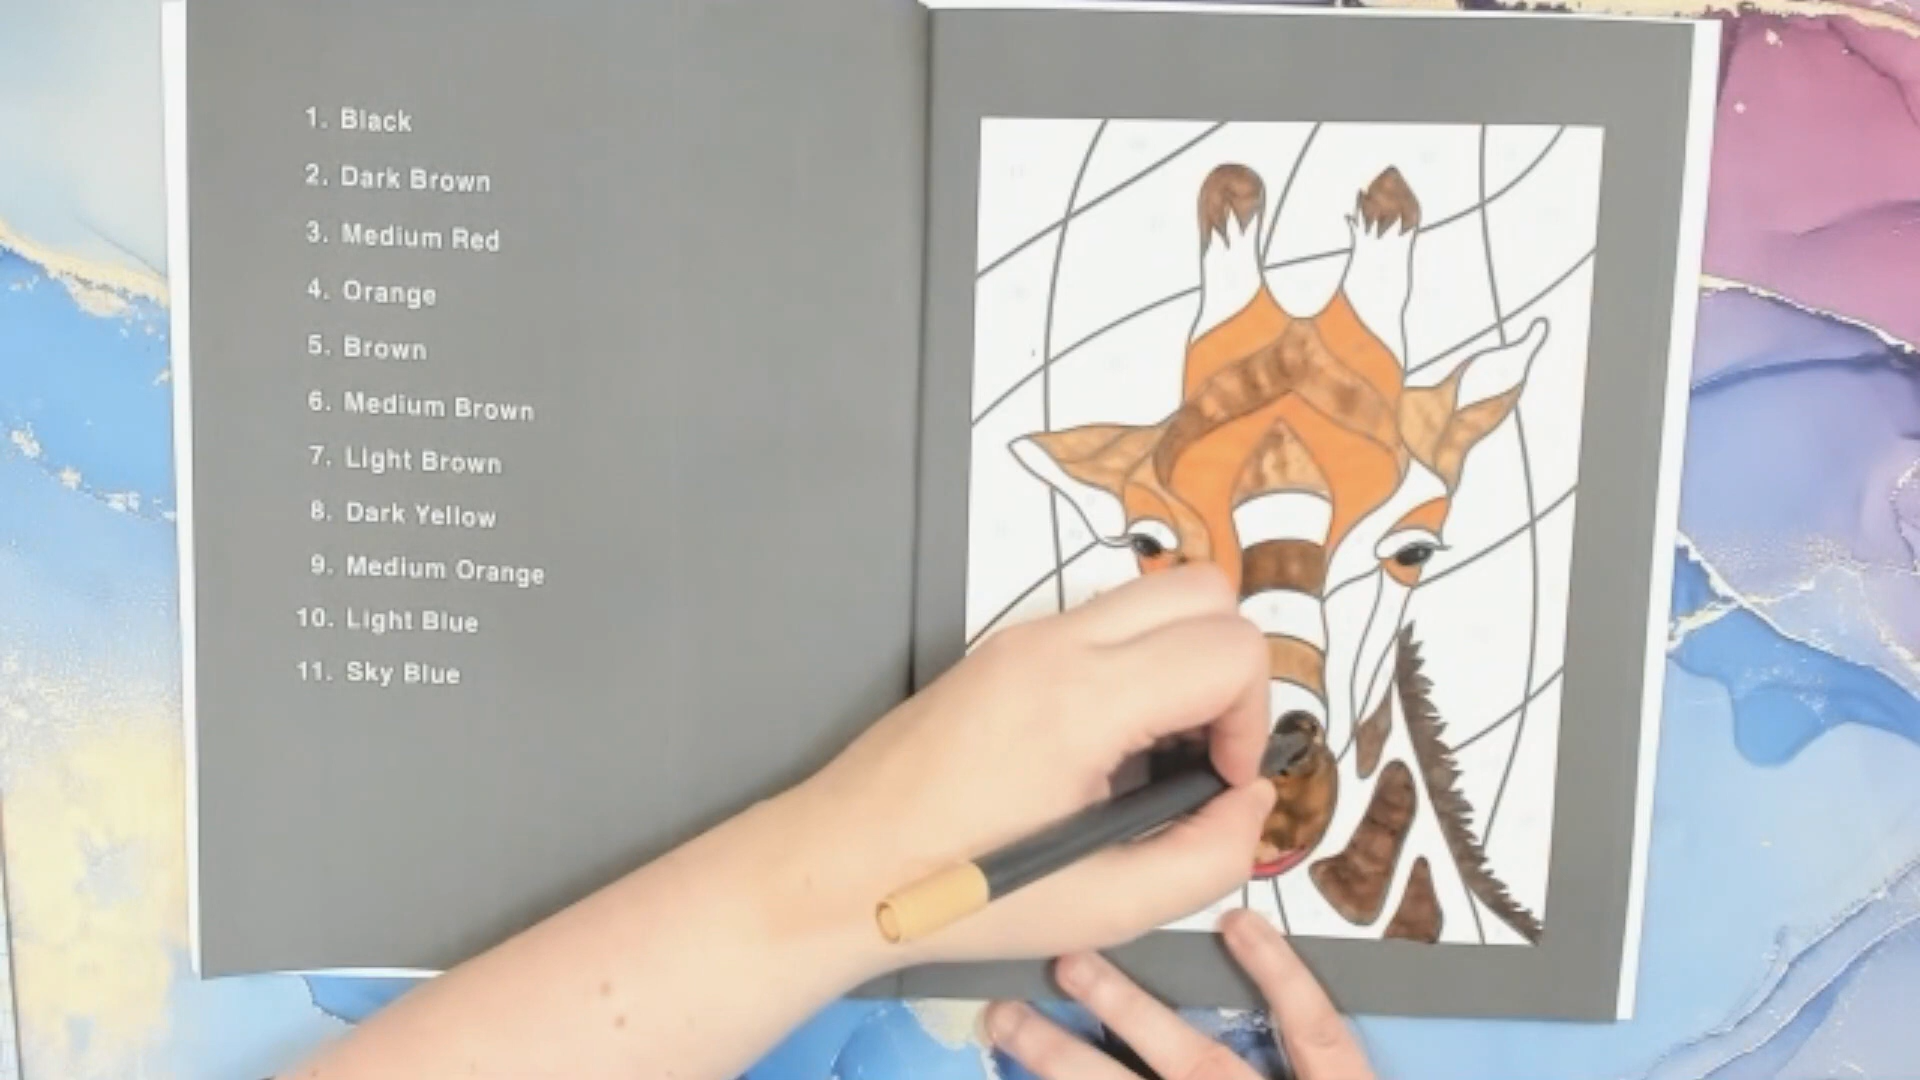 1. Black
2. Dark Brown
3. Medium Red
4. Orange
5. Brown
6. Medium Brown
7. Light Brown
8. Dark Yellow
9. Medium Orange
10. Light Blue
11. Sky Blue